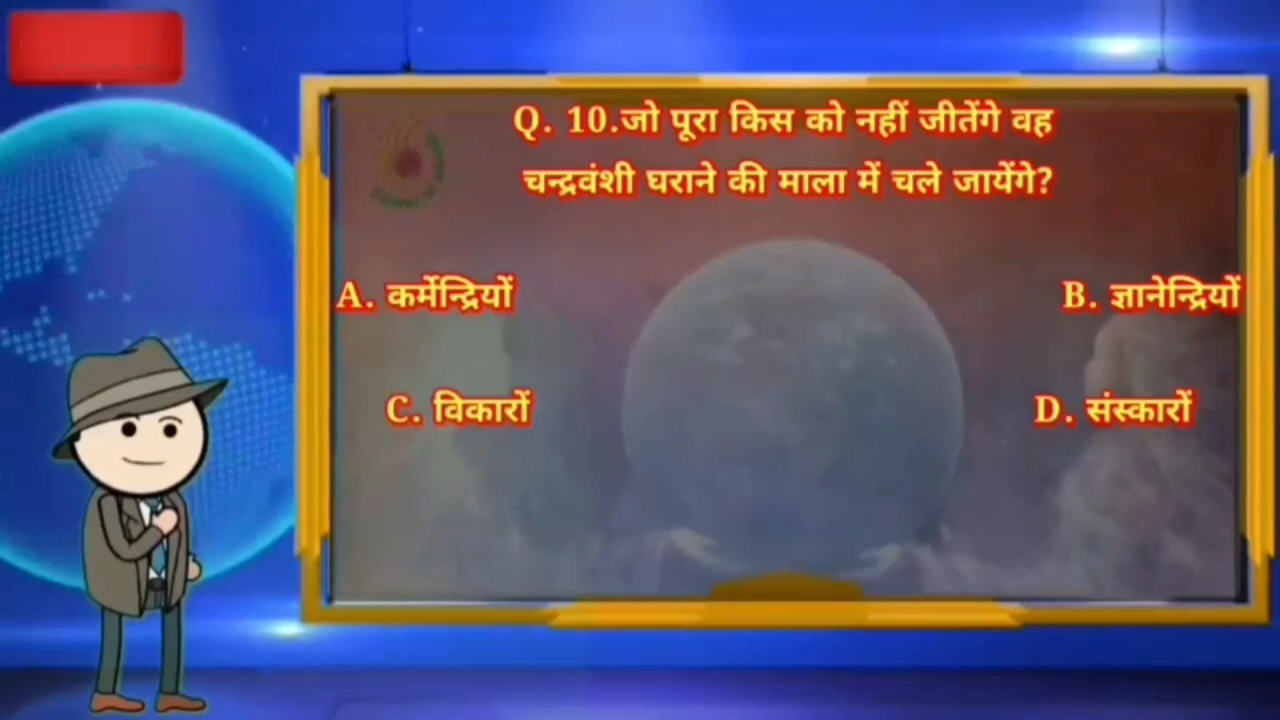 Q. 10.जो पूरा किस को नहीं जीतेंगे वह
चन्द्रवंशी घराने की माला में चले जायेंगे?
A. कर्मेन्द्रियों
B. ज्ञानेन्द्रियों
C. विकारों
D. संस्कारों